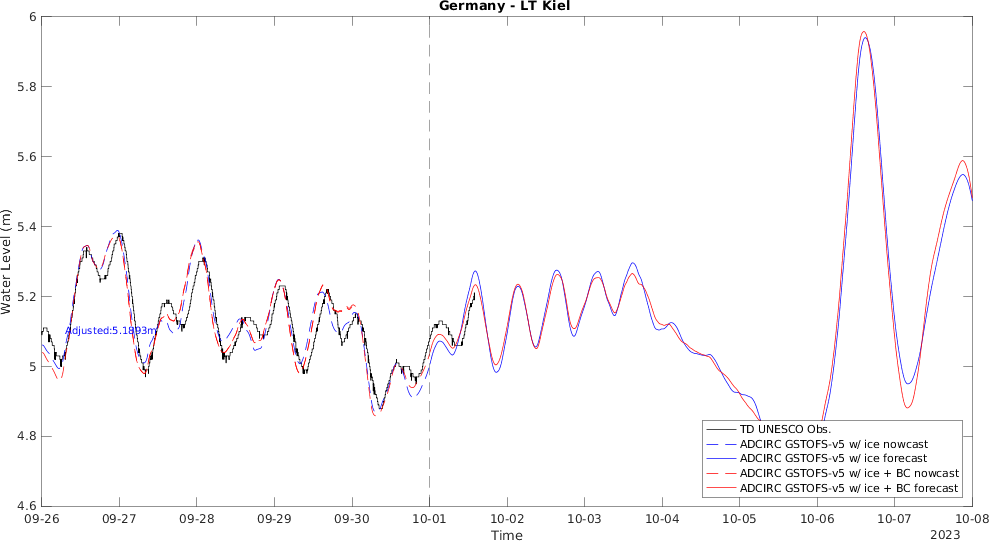 Germany - LT Kiel
6
5.8
5.6
5.4
5.2
5
4.8
4.6
Water Level (m)
Adjusted:5.1893m
TD UNESCO Obs.
ADCIRC GSTOFS-v5 w/ ice nowcast
ADCIRC GSTOFS-v5 w/ ice forecast
ADCIRC GSTOFS-v5 w/ ice + BC nowcast
ADCIRC GSTOFS-v5 w/ ice + BC forecast
09-26 09-27 09-28 09-29 09-30 10-01 10-02 10-03 10-04 10-05 10-06 10-07 10-08
Time
2023